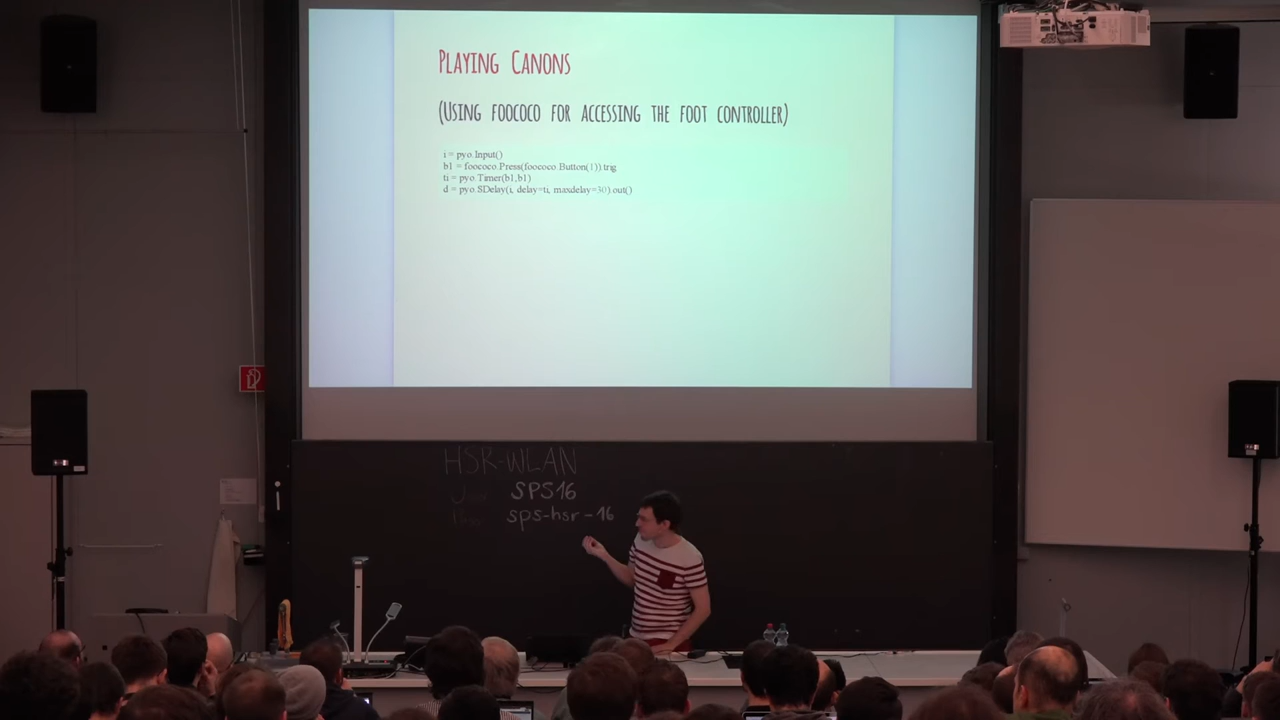 Playing Canons
(Using foococo for accessing the foot controller)
i = pyo.Input()
b1 = foococo.Press(foococo.Button(1)).trig
ti = pyo.Timer(b1,b1)
d = pyo.SDelay(i, delay=ti, maxdelay=30).out()
HSR-WLAN
SPS16
sps-hsr-16